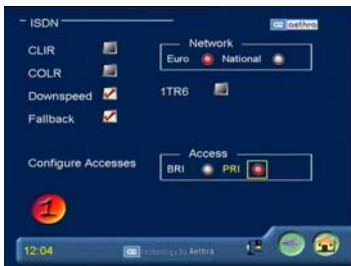 ISDN
aethra
CLIR
COLR
Downspeed
Fallback
Network
Euro National
1TR6
Configure Accesses
Access
BRI PRI
1
12:04
technology by Aethra